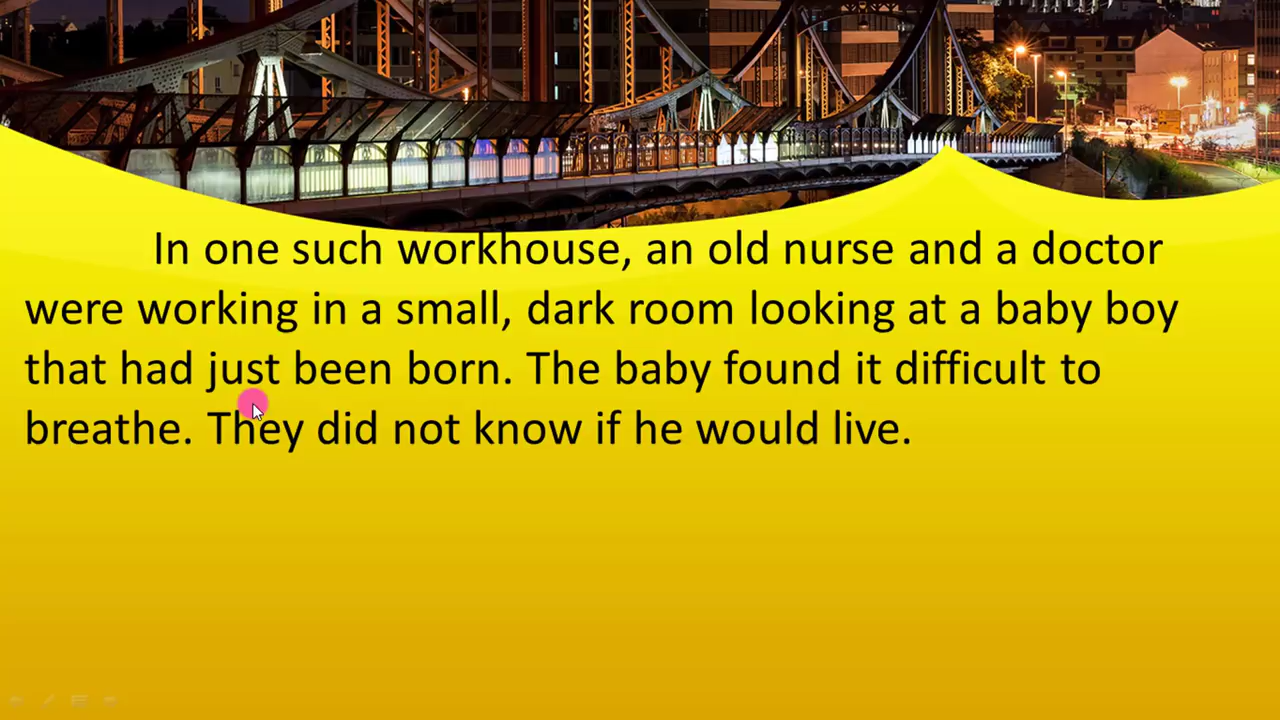 In one such workhouse, an old nurse and a doctor
were working in a small, dark room looking at a baby boy
that had just been born. The baby found it difficult to
breathe. They did not know if he would live.